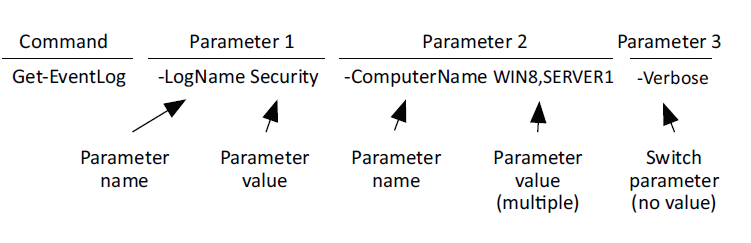 Command Parameter 1 Parameter 2 Parameter 3
Get-EventLog -LogName Security -ComputerName WIN8,SERVER1 -Verbose
Parameter name
Parameter value
Parameter name
Parameter value (multiple)
Switch parameter (no value)